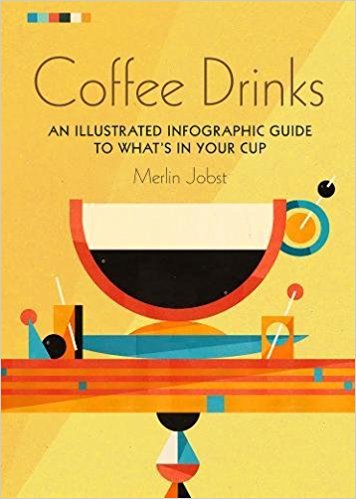 Coffee Drinks
AN ILLUSTRATED INFOGRAPHIC GUIDE
TO WHAT'S IN YOUR CUP
Merlin Jobst